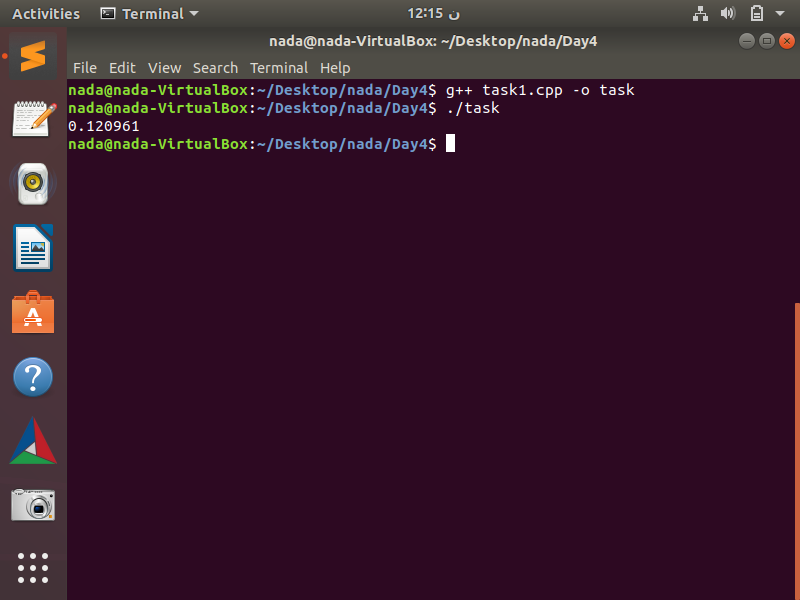 Activities Terminal 12:15 ن
nada@nada-VirtualBox: ~/Desktop/nada/Day4
File Edit View Search Terminal Help
nada@nada-VirtualBox:~/Desktop/nada/Day4$ g++ task1.cpp -o task
nada@nada-VirtualBox:~/Desktop/nada/Day4$ ./task
0.120961
nada@nada-VirtualBox:~/Desktop/nada/Day4$